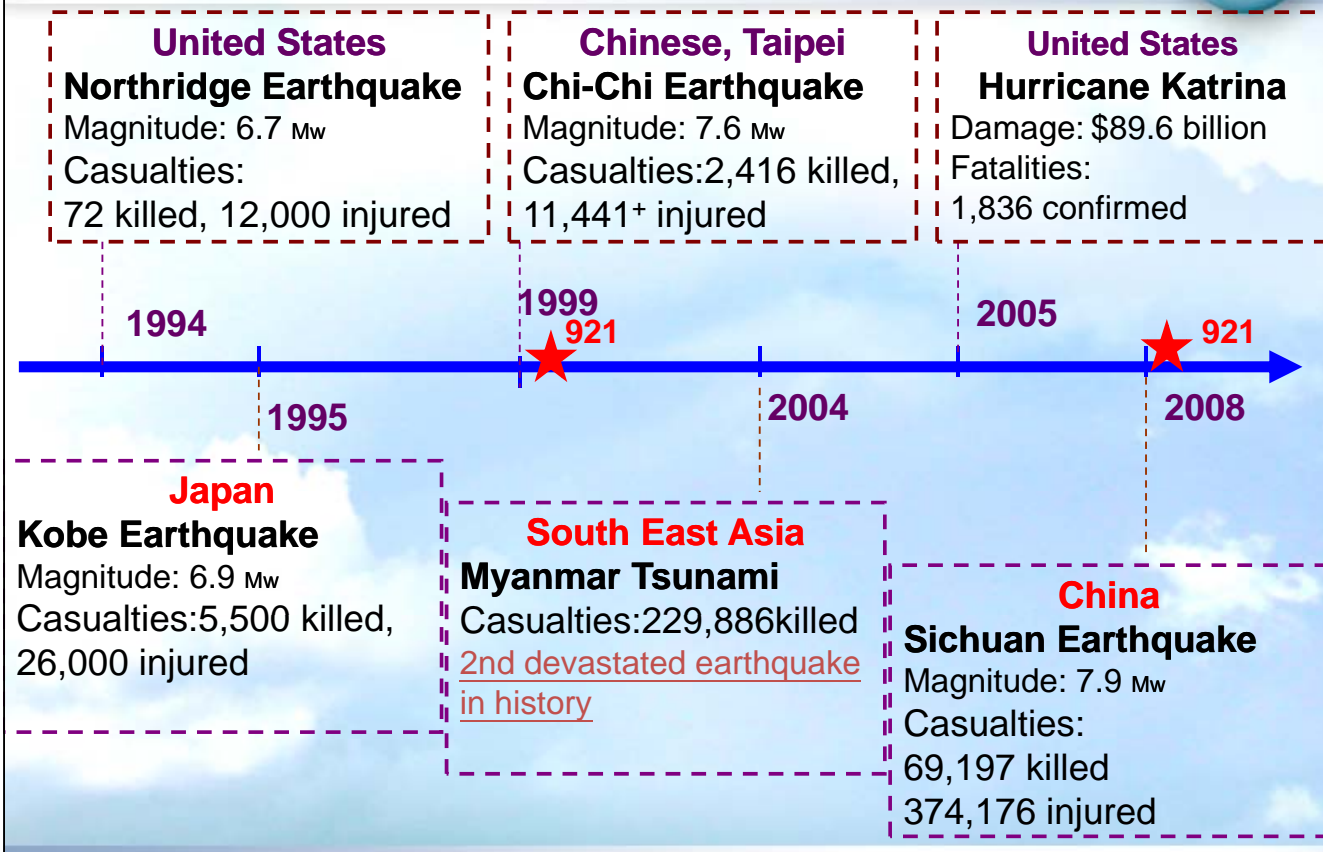 United States
Northridge Earthquake
Magnitude: 6.7 Mw
Casualties:
72 killed, 12,000 injured
Chinese, Taipei
Chi-Chi Earthquake
Magnitude: 7.6 Mw
Casualties:2,416 killed,
11,441+ injured
United States
Hurricane Katrina
Damage: $89.6 billion
Fatalities:
1,836 confirmed
1994
1999
921
2005
921
1995
2004
2008
Japan
Kobe Earthquake
Magnitude: 6.9 Mw
Casualties:5,500 killed,
26,000 injured
South East Asia
Myanmar Tsunami
Casualties:229,886killed
2nd devastated earthquake
in history
China
Sichuan Earthquake
Magnitude: 7.9 Mw
Casualties:
69,197 killed
374,176 injured